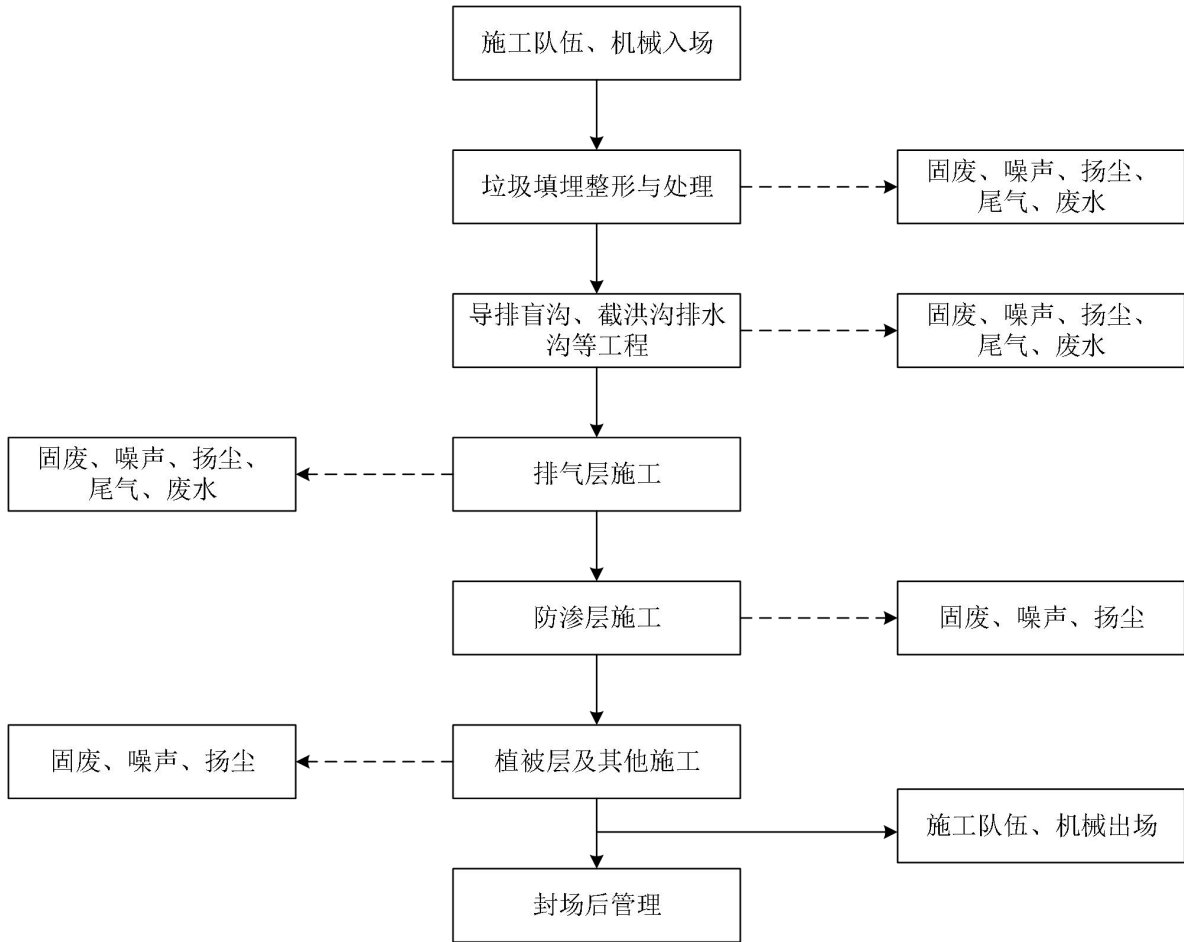 施工队伍、机械入场
垃圾填埋整形与处理
固废、噪声、扬尘、
尾气、废水
导排盲沟、截洪沟排水
沟等工程
固废、噪声、扬尘、
尾气、废水
固废、噪声、扬尘、
尾气、废水
排气层施工
防渗层施工
固废、噪声、扬尘
固废、噪声、扬尘
植被层及其他施工
施工队伍、机械出场
封场后管理